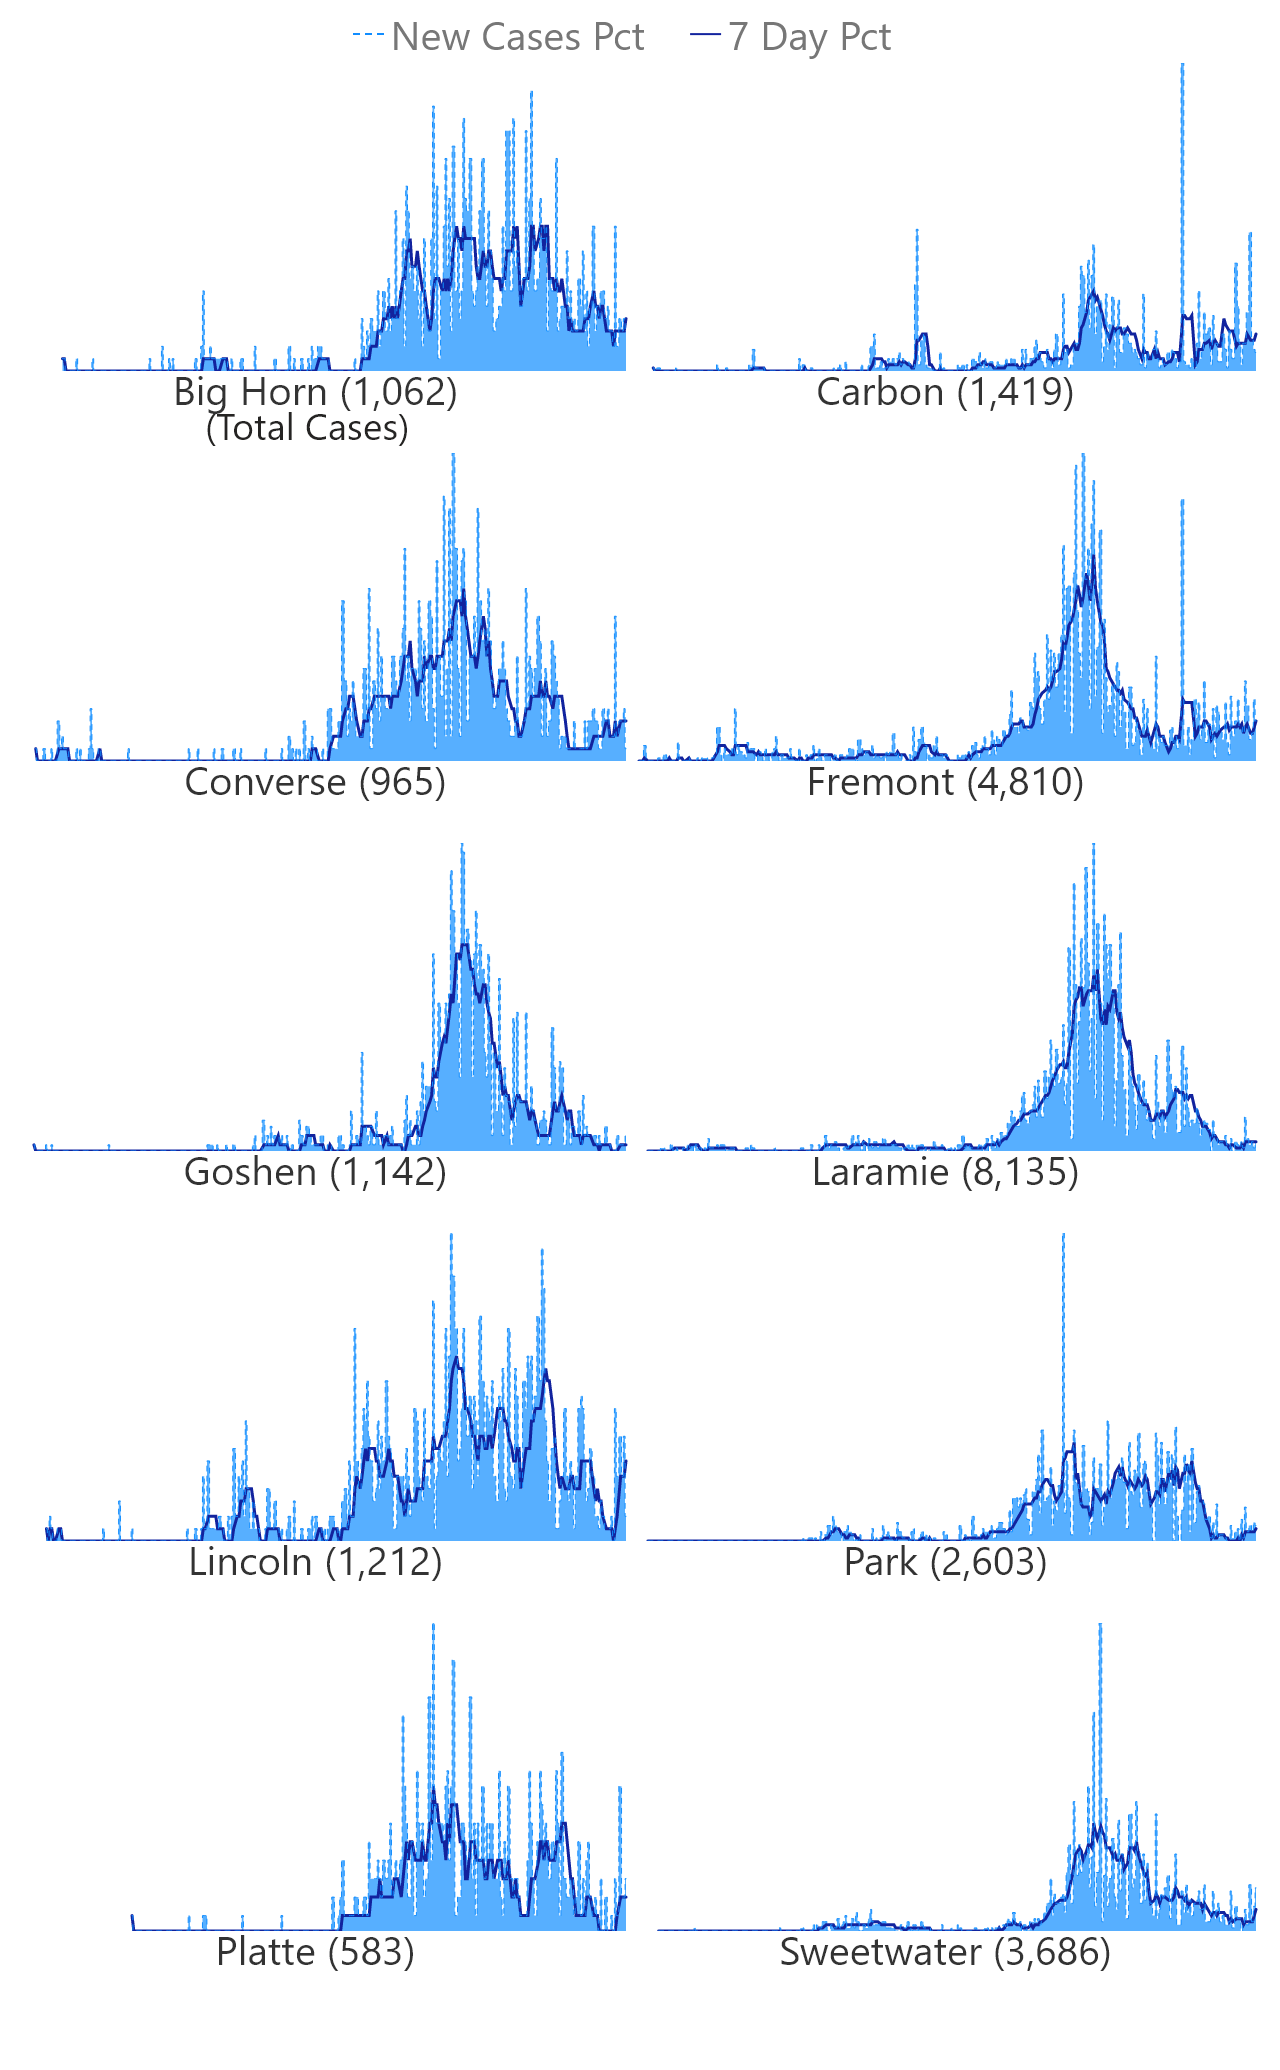 New Cases Pct 7 Day Pct
Big Horn (1,062) Carbon (1,419)
(Total Cases)
Converse (965) Fremont (4,810)
Goshen (1,142) Laramie (8,135)
Lincoln (1,212) Park (2,603)
Platte (583) Sweetwater (3,686)